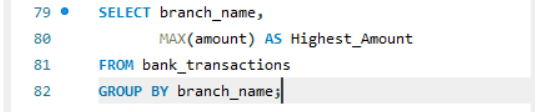 79 SELECT branch_name,
80 MAX(amount) AS Highest_Amount
81 FROM bank_transactions
82 GROUP BY branch_name;